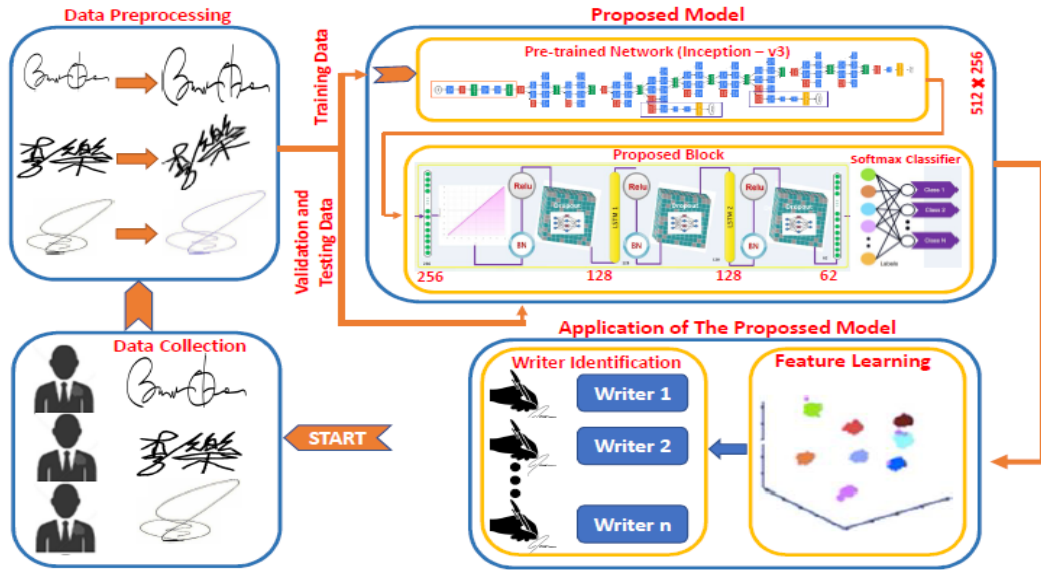 Data Preprocessing
Training Data
Validation and
Testing Data
Proposed Model
Pre-trained Network (Inception – v3)
512 ✖ 256
Proposed Block
Softmax Classifier
Relu
Dropout
BN
LSTM 1
Relu
Dropout
BN
LSTM 2
Relu
Dropout
BN
Class 1
Class 2
Class N
Labels
256
128
128
62
Data Collection
START
Application of The Propossed Model
Writer Identification
Writer 1
Writer 2
Writer n
Feature Learning